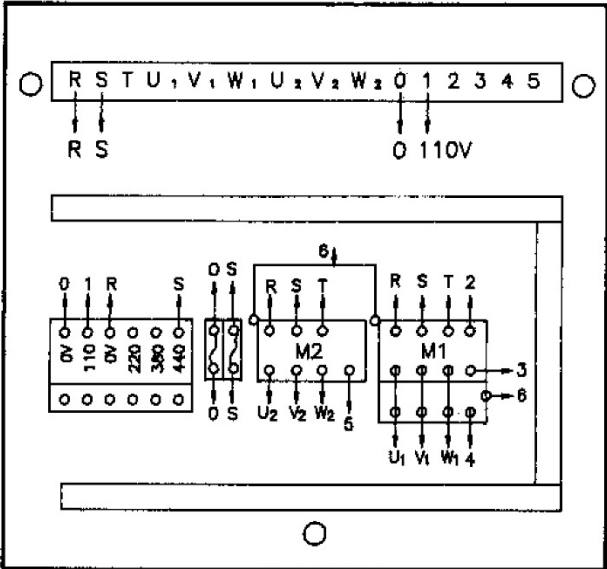 R S T U₁ V₁ W₁ U₂ V₂ W₂ 0 1 2 3 4 5
R S 0 110V
6
0 1 R S 0 S R S T R S T 2
0V 110 0V 220 380 440
M2 M1
3
6
0 S U₂ V₂ W₂ 5
U₁ V₁ W₁ 4